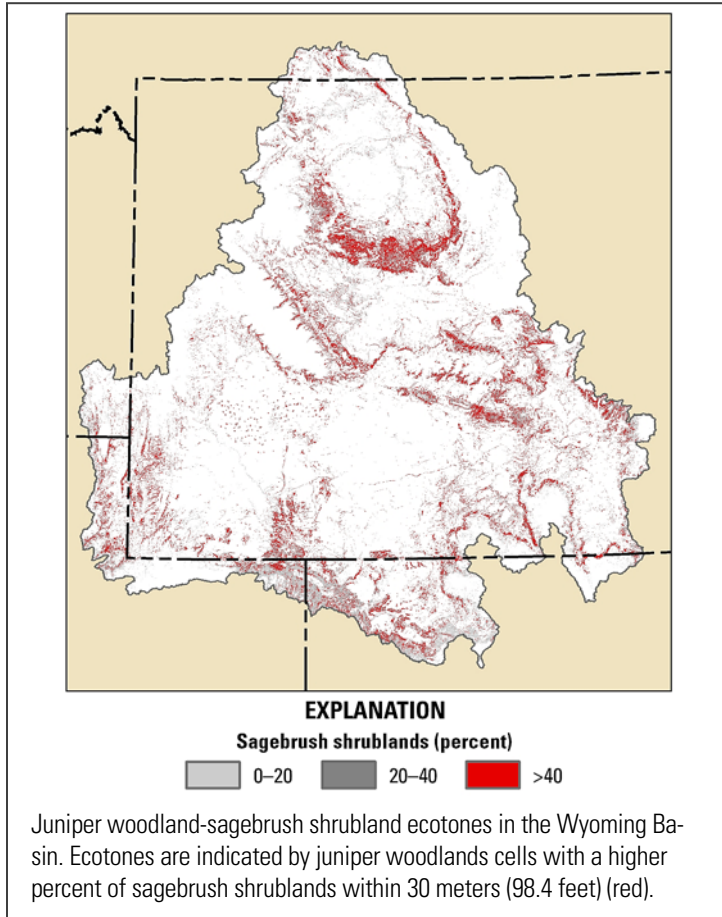 EXPLANATION
Sagebrush shrublands (percent)
0–20 20–40 >40
Juniper woodland-sagebrush shrubland ecotones in the Wyoming Ba-
sin. Ecotones are indicated by juniper woodlands cells with a higher
percent of sagebrush shrublands within 30 meters (98.4 feet) (red).